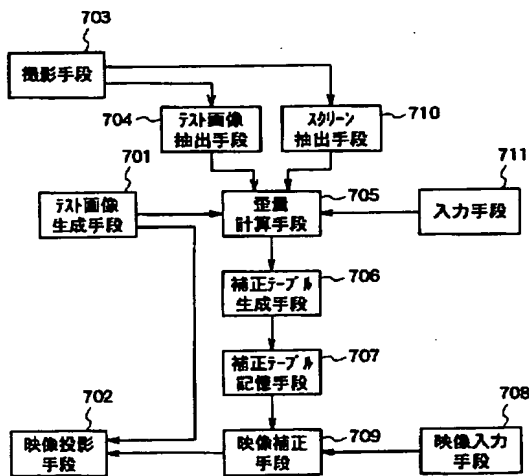 703
撮影手段
704
テスト画像
抽出手段
スクリーン
抽出手段
710
701
テスト画像
生成手段
歪量
計算手段
705
711
入力手段
補正テーブル
生成手段
706
補正テーブル
記憶手段
707
702
映像投影
手段
映像補正
手段
709
708
映像入力
手段